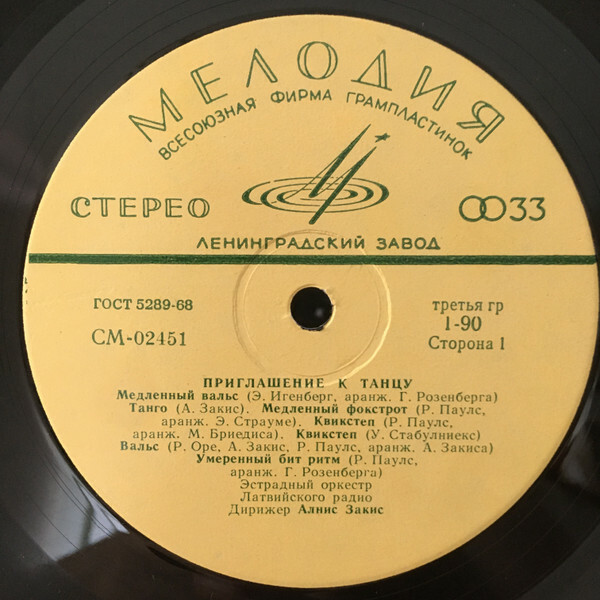 МЕЛОДИЯ
ВСЕСОЮЗНАЯ ФИРМА ГРАМПЛАСТИНОК
СТЕРЕО
33
ЛЕНИНГРАДСКИЙ ЗАВОД
ГОСТ 5289-68
третья гр
СМ-02451
1-90
Сторона 1
ПРИГЛАШЕНИЕ К ТАНЦУ
Медленный вальс (Э. Игенберг, аранж. Г. Розенберга)
Танго (А. Закис). Медленный фокстрот (Р. Паулс,
аранж. Э. Страуме). Квикстеп (Р. Паулс,
аранж. М. Бриедиса). Квикстеп (У. Стабулниекс)
Вальс (Р. Оре, А. Закис, Р. Паулс, аранж. А. Закиса)
Умеренный бит ритм (Р. Паулс,
аранж. Г. Розенберга)
Эстрадный оркестр
Латвийского радио
Дирижер Алнис Закис